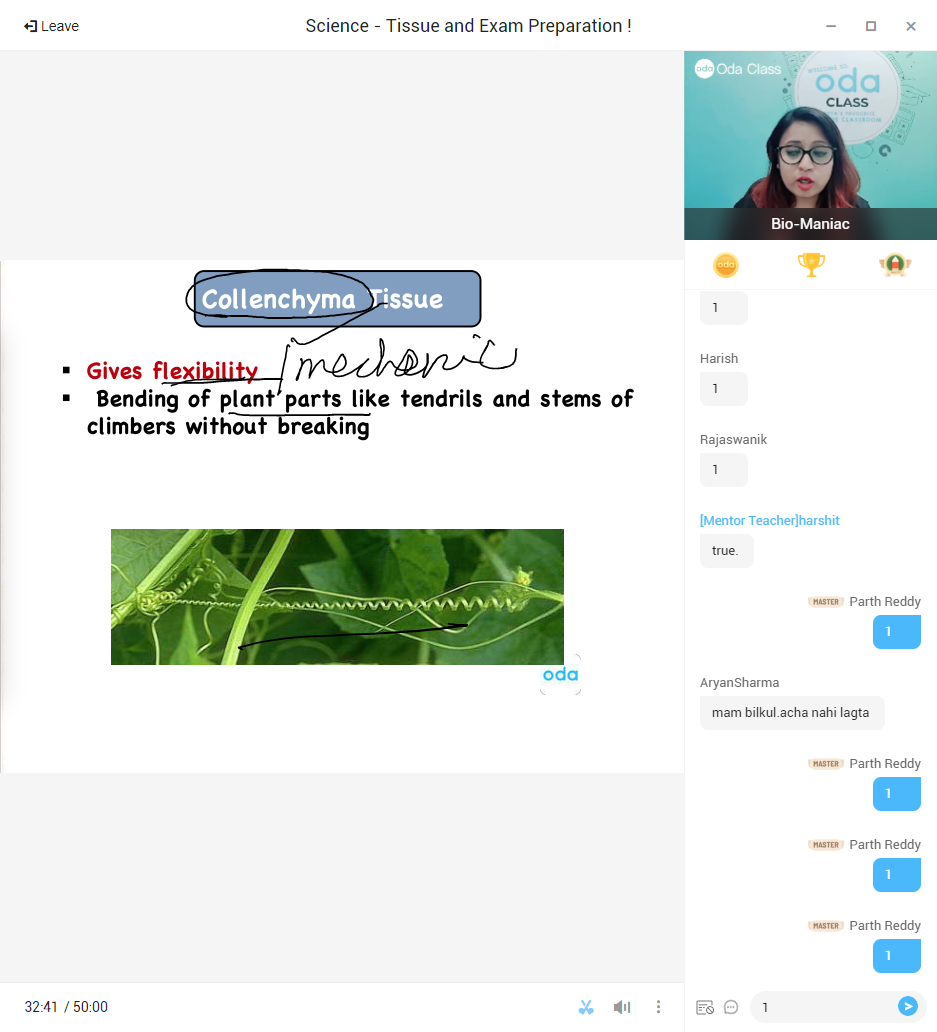 Leave
Science - Tissue and Exam Preparation !
oda Oda Class
WELCOME TO
oda
CLASS
Bio-Maniac
oda
Collenchyma Tissue
▪ Gives flexibility
mechanic
▪ Bending of plant parts like tendrils and stems of
climbers without breaking
oda
1
Harish
1
Rajaswanik
1
[Mentor Teacher]harshit
true.
MASTER Parth Reddy
1
AryanSharma
mam bilkul.acha nahi lagta
MASTER Parth Reddy
1
MASTER Parth Reddy
1
MASTER Parth Reddy
1
32:41 / 50:00
1